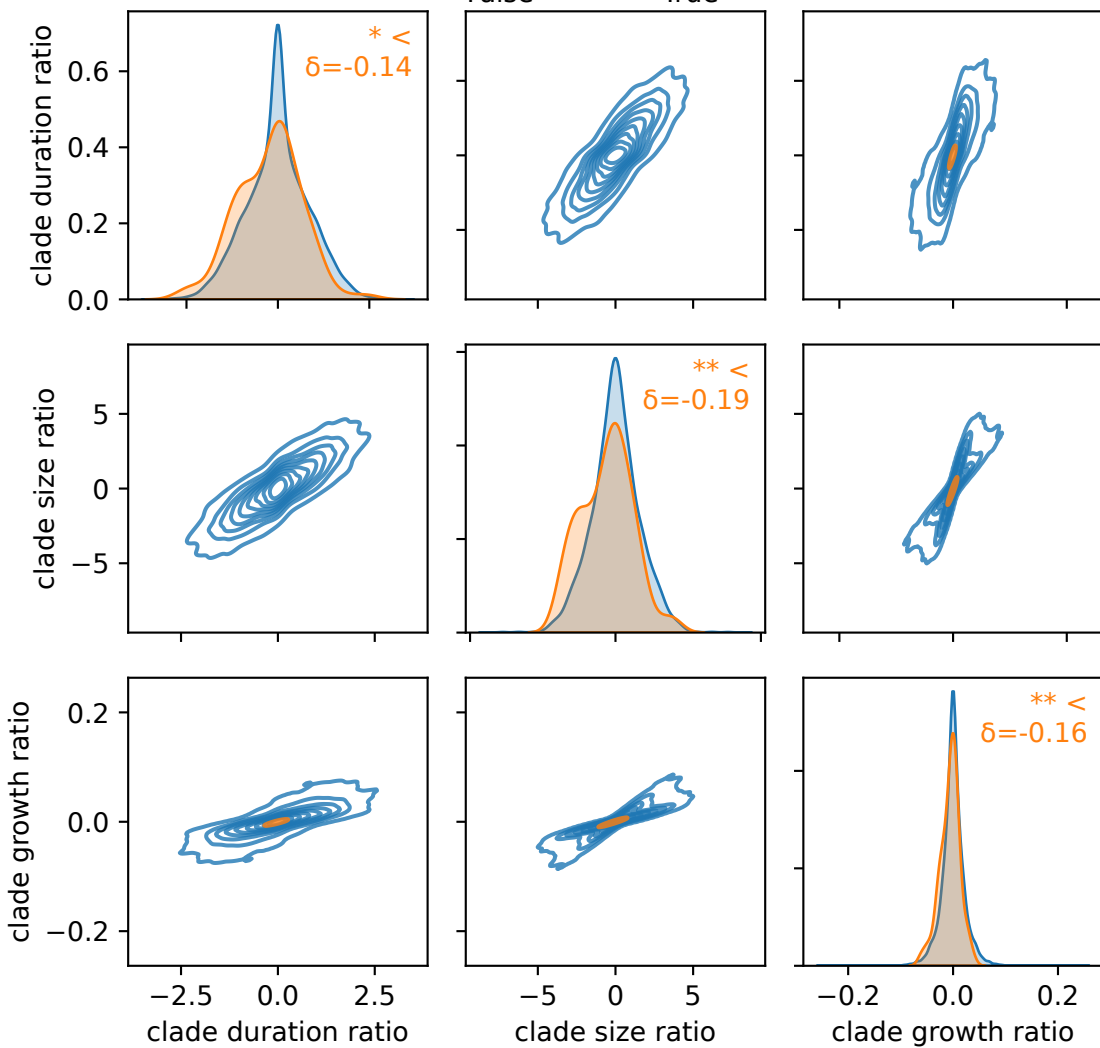 clade duration ratio
0.6
0.4
0.2
0.0
* <
δ=-0.14
clade size ratio
5
0
−5
** <
δ=-0.19
clade growth ratio
0.2
0.0
−0.2
** <
δ=-0.16
−2.5 0.0 2.5
clade duration ratio
−5 0 5
clade size ratio
−0.2 0.0 0.2
clade growth ratio